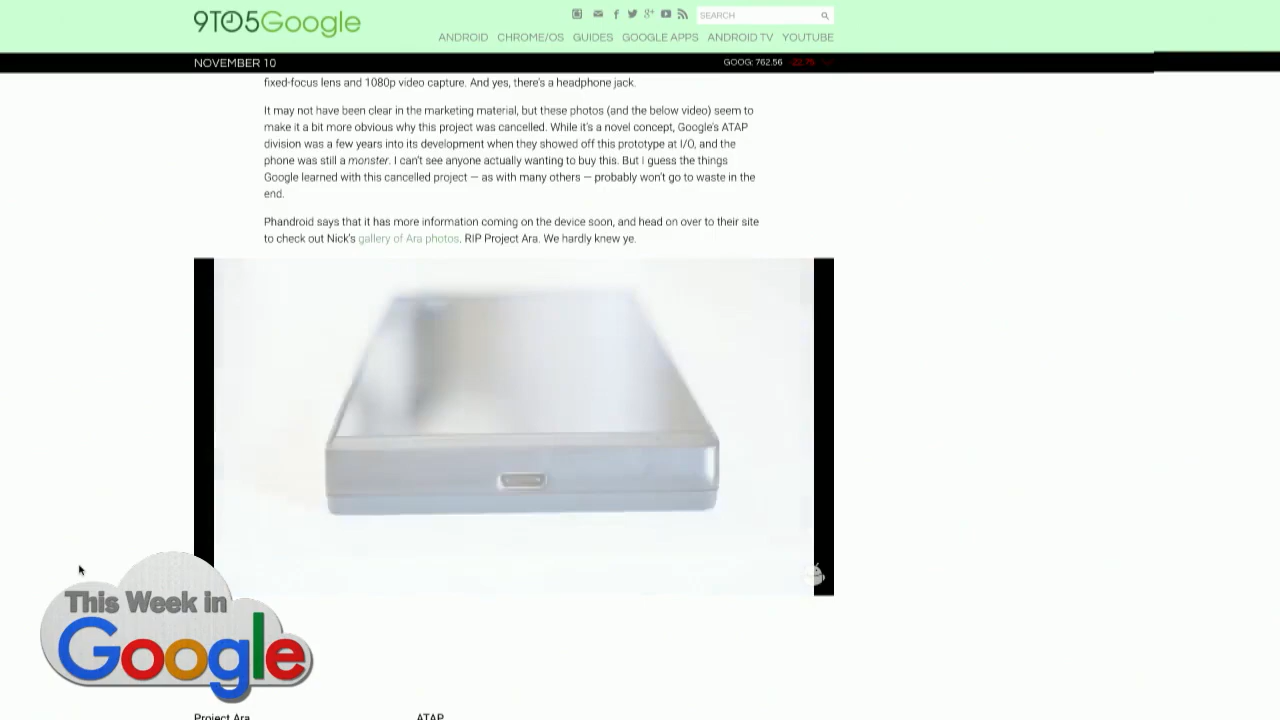 9TO5Google
SEARCH
ANDROID CHROME/OS GUIDES GOOGLE APPS ANDROID TV YOUTUBE
NOVEMBER 10
GOOG: 762.56 -22.75
fixed-focus lens and 1080p video capture. And yes, there's a headphone jack.
It may not have been clear in the marketing material, but these photos (and the below video) seem to
make it a bit more obvious why this project was cancelled. While it's a novel concept, Google's ATAP
division was a few years into its development when they showed off this prototype at I/O, and the
phone was still a monster. I can't see anyone actually wanting to buy this. But I guess the things
Google learned with this cancelled project — as with many others — probably won't go to waste in the
end.
Phandroid says that it has more information coming on the device soon, and head on over to their site
to check out Nick's gallery of Ara photos. RIP Project Ara. We hardly knew ye.
This Week in
Google
Project Ara ATAP